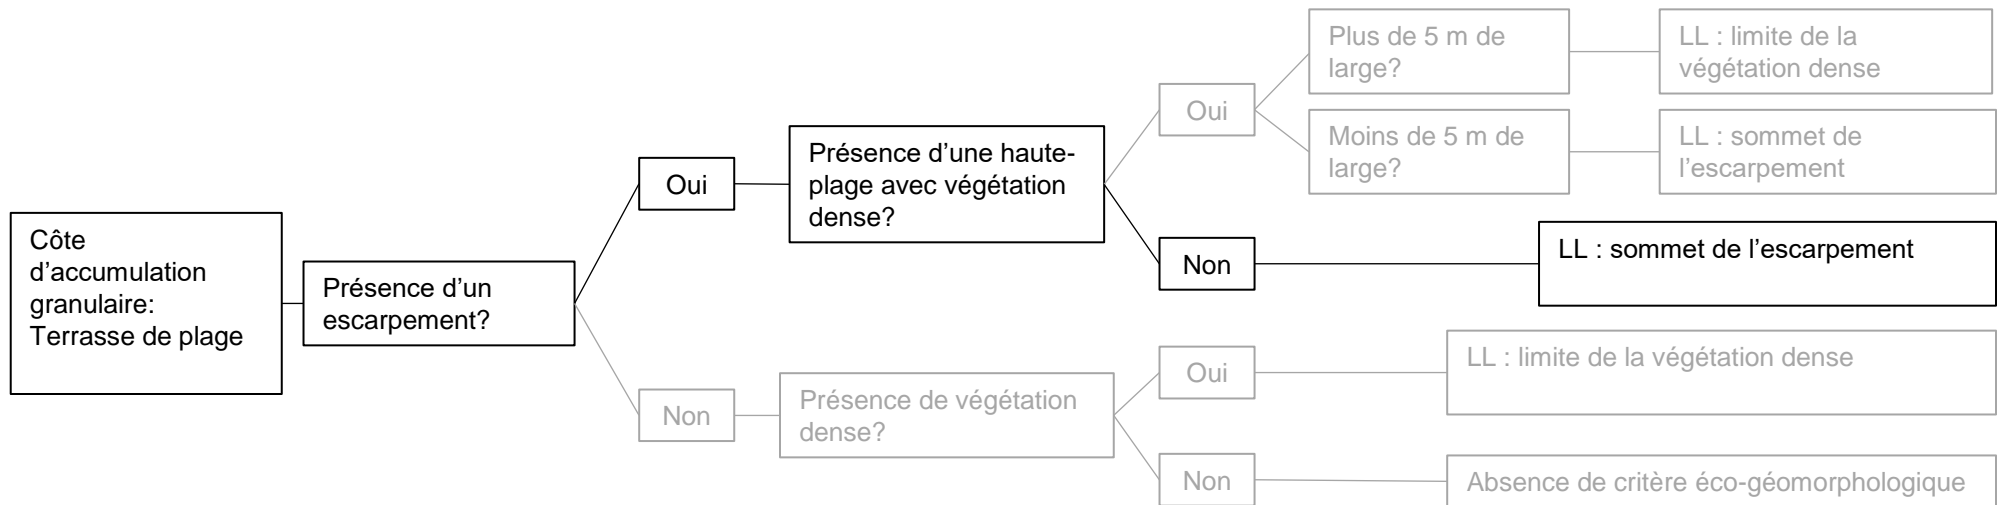 Côte
d’accumulation
granulaire:
Terrasse de plage
Présence d’un
escarpement?
Oui
Présence d’une haute-
plage avec végétation
dense?
Oui
Plus de 5 m de
large?
LL : limite de la
végétation dense
Moins de 5 m de
large?
LL : sommet de
l’escarpement
Non
LL : sommet de l’escarpement
Non
Présence de végétation
dense?
Oui
LL : limite de la végétation dense
Non
Absence de critère éco-géomorphologique